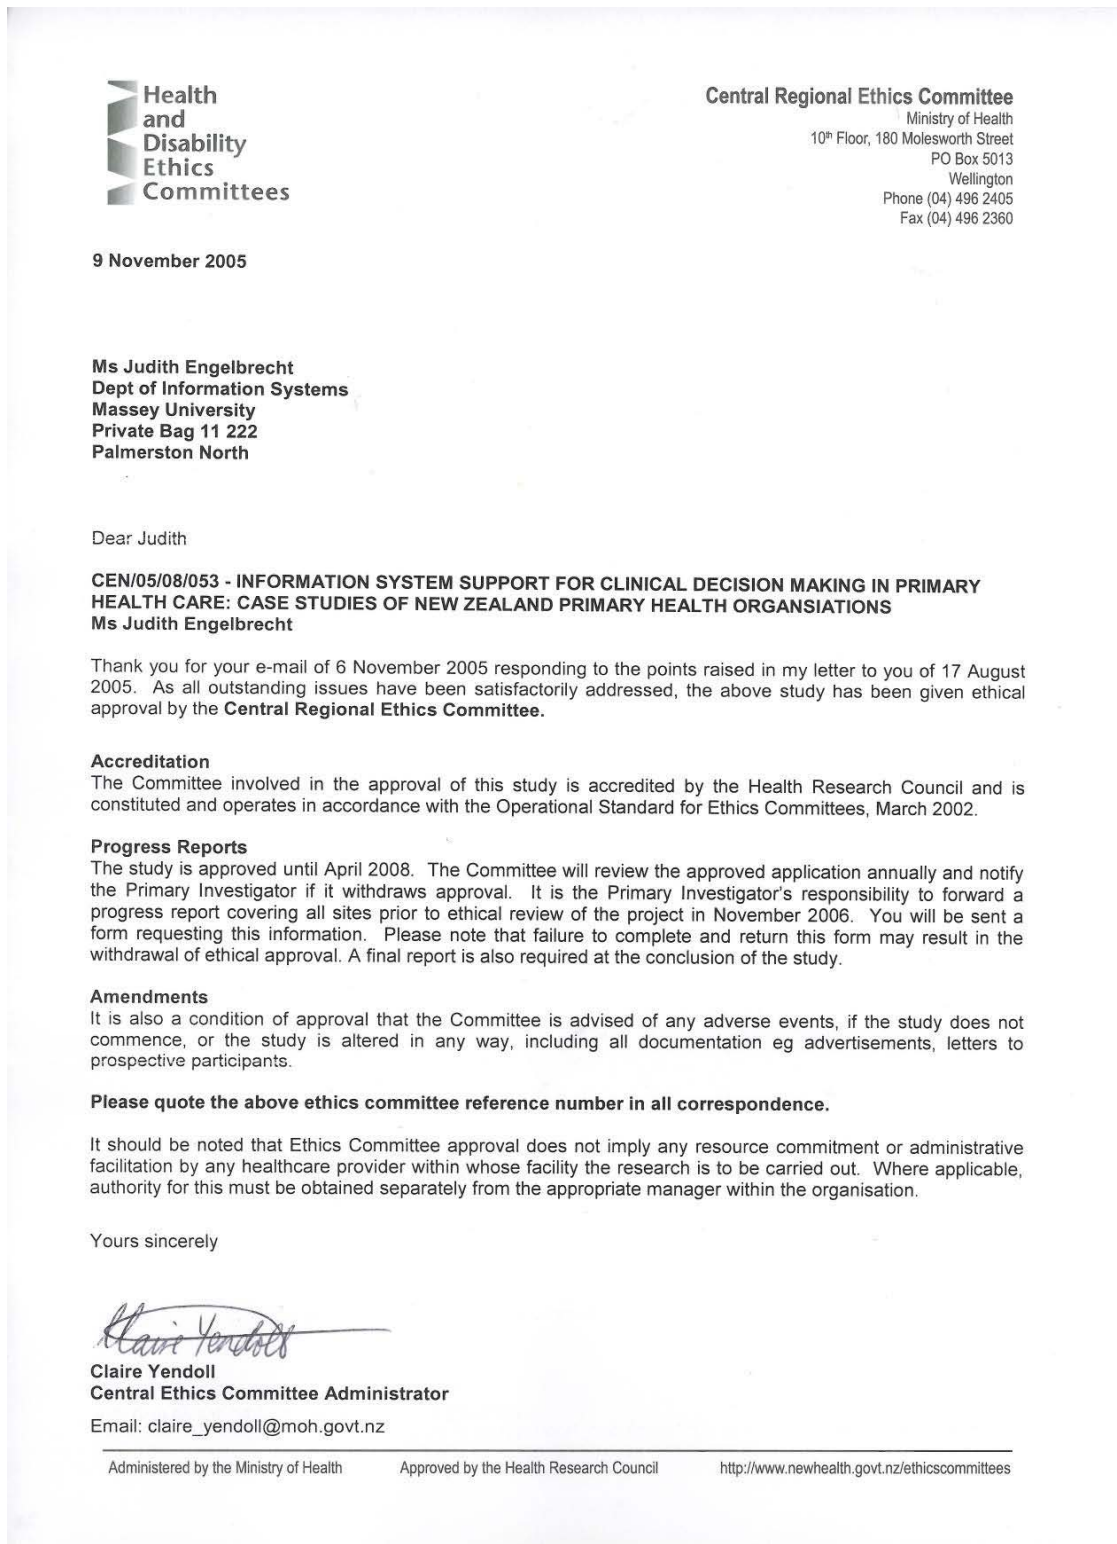 Health
and
Disability
Ethics
Committees
Central Regional Ethics Committee
Ministry of Health
10th Floor, 180 Molesworth Street
PO Box 5013
Wellington
Phone (04) 496 2405
Fax (04) 496 2360
9 November 2005
Ms Judith Engelbrecht
Dept of Information Systems
Massey University
Private Bag 11 222
Palmerston North
Dear Judith
CEN/05/08/053 - INFORMATION SYSTEM SUPPORT FOR CLINICAL DECISION MAKING IN PRIMARY
HEALTH CARE: CASE STUDIES OF NEW ZEALAND PRIMARY HEALTH ORGANSIATIONS
Ms Judith Engelbrecht
Thank you for your e-mail of 6 November 2005 responding to the points raised in my letter to you of 17 August
2005. As all outstanding issues have been satisfactorily addressed, the above study has been given ethical
approval by the Central Regional Ethics Committee.
Accreditation
The Committee involved in the approval of this study is accredited by the Health Research Council and is
constituted and operates in accordance with the Operational Standard for Ethics Committees, March 2002.
Progress Reports
The study is approved until April 2008. The Committee will review the approved application annually and notify
the Primary Investigator if it withdraws approval. It is the Primary Investigator's responsibility to forward a
progress report covering all sites prior to ethical review of the project in November 2006. You will be sent a
form requesting this information. Please note that failure to complete and return this form may result in the
withdrawal of ethical approval. A final report is also required at the conclusion of the study.
Amendments
It is also a condition of approval that the Committee is advised of any adverse events, if the study does not
commence, or the study is altered in any way, including all documentation eg advertisements, letters to
prospective participants.
Please quote the above ethics committee reference number in all correspondence.
It should be noted that Ethics Committee approval does not imply any resource commitment or administrative
facilitation by any healthcare provider within whose facility the research is to be carried out. Where applicable,
authority for this must be obtained separately from the appropriate manager within the organisation.
Yours sincerely
Claire Yendoll
Claire Yendoll
Central Ethics Committee Administrator
Email: claire_yendoll@moh.govt.nz
Administered by the Ministry of Health
Approved by the Health Research Council
http://www.newhealth.govt.nz/ethicscommittees